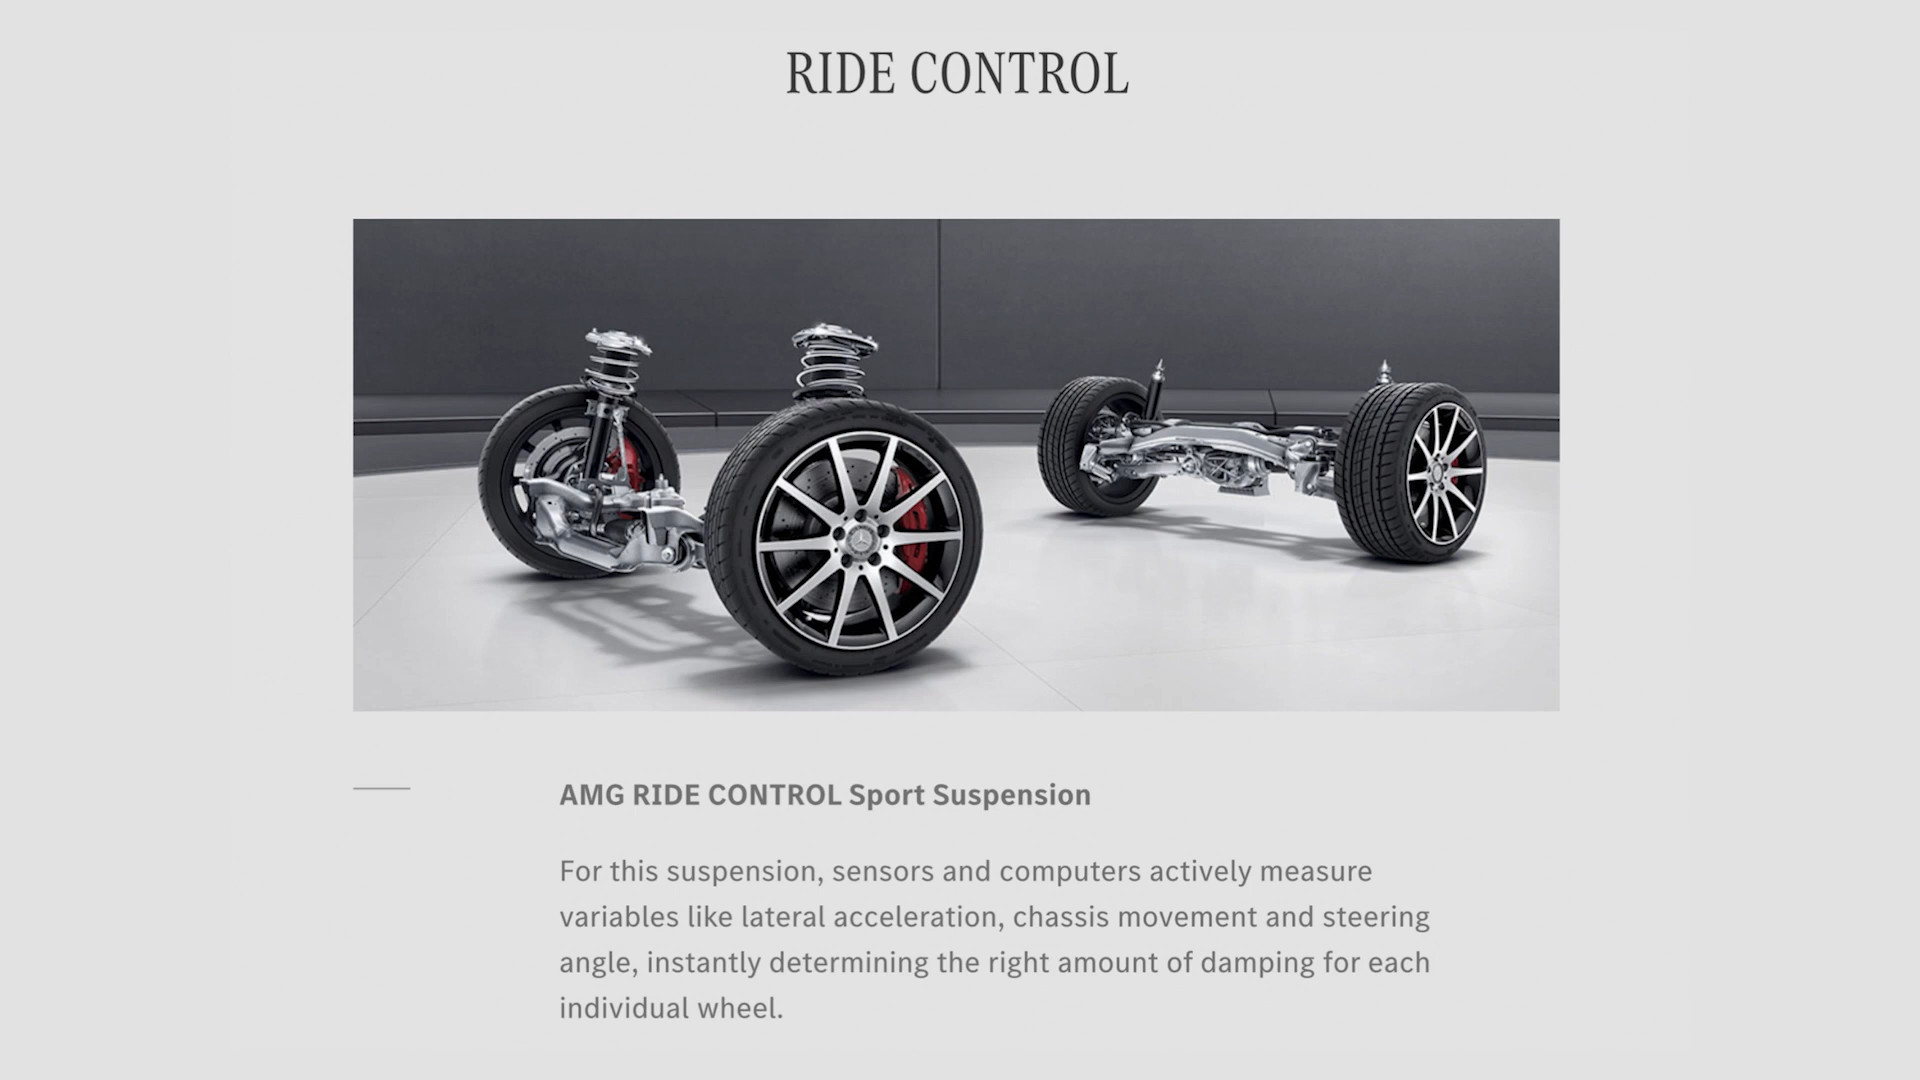 RIDE CONTROL
AMG RIDE CONTROL Sport Suspension
For this suspension, sensors and computers actively measure
variables like lateral acceleration, chassis movement and steering
angle, instantly determining the right amount of damping for each
individual wheel.